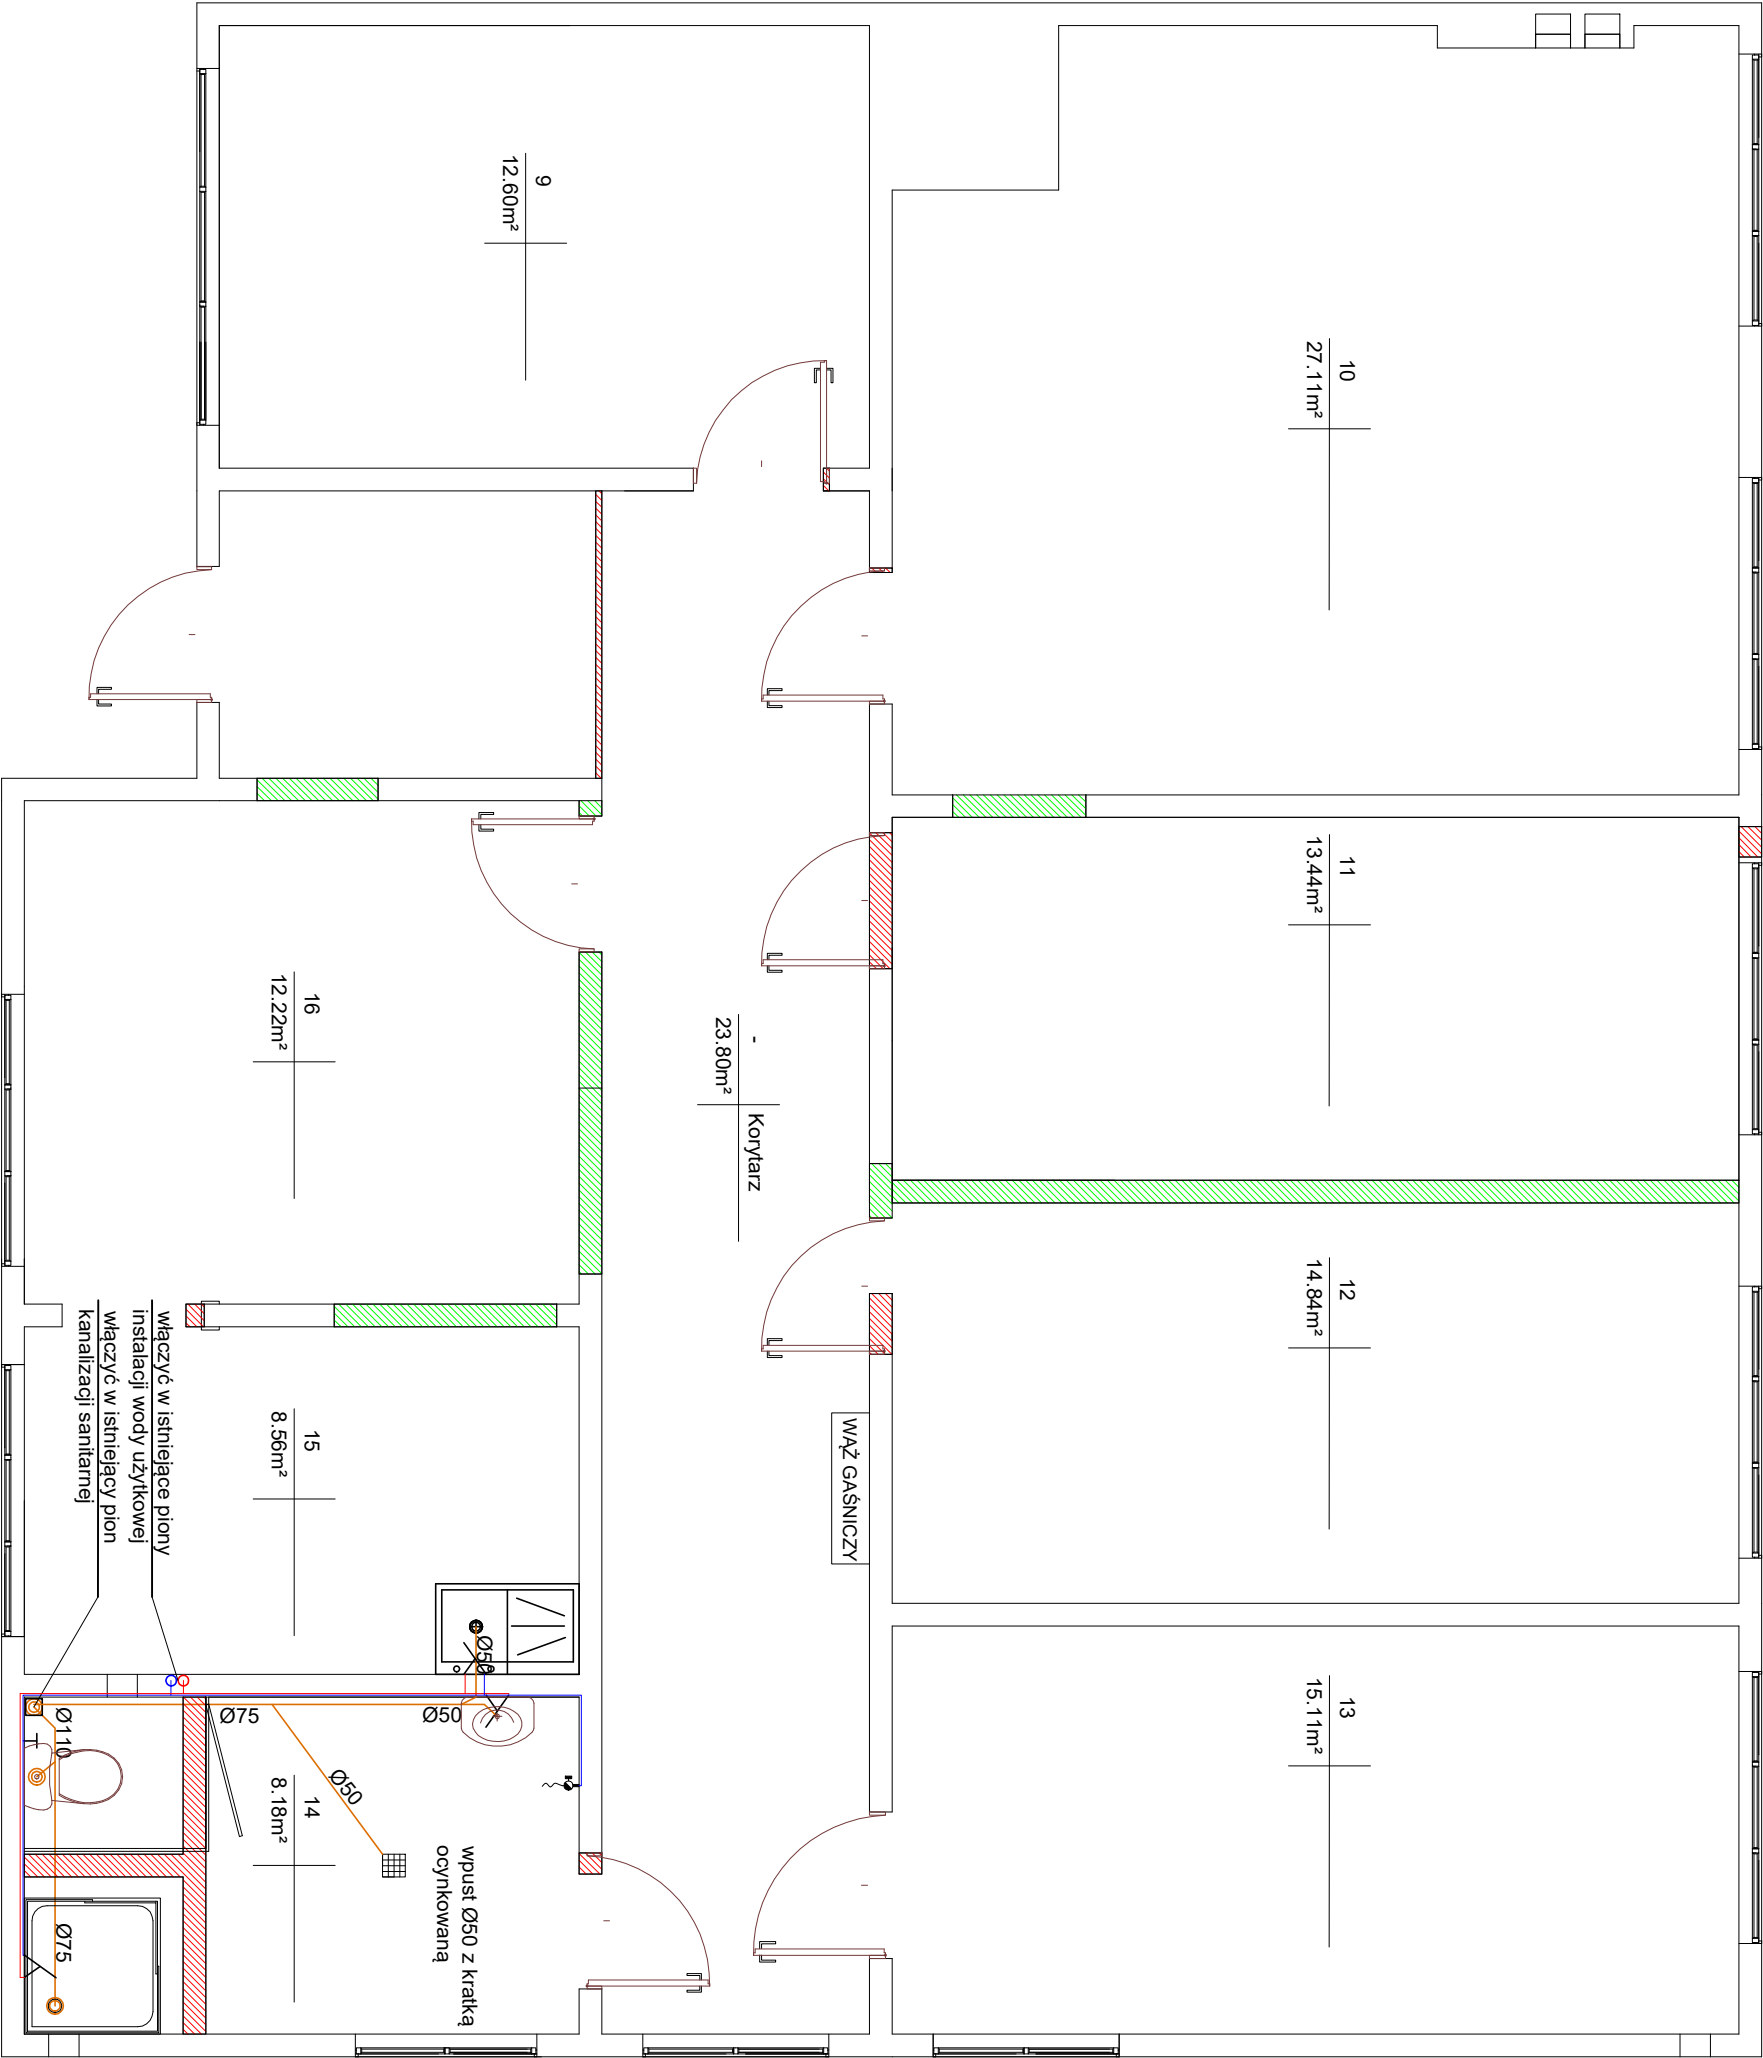 9
12.60m²
10
27.11m²
11
13.44m²
12
14.84m²
13
15.11m²
-
23.80m²
Korytarz
WĄŻ GAŚNICZY
16
12.22m²
15
8.56m²
14
8.18m²
włączyć w istniejące piony
instalacji wody użytkowej
włączyć w istniejący pion
kanalizacji sanitarnej
Ø50
Ø50
Ø75
Ø110
Ø50
Ø75
wpust Ø50 z kratką
ocynkowaną